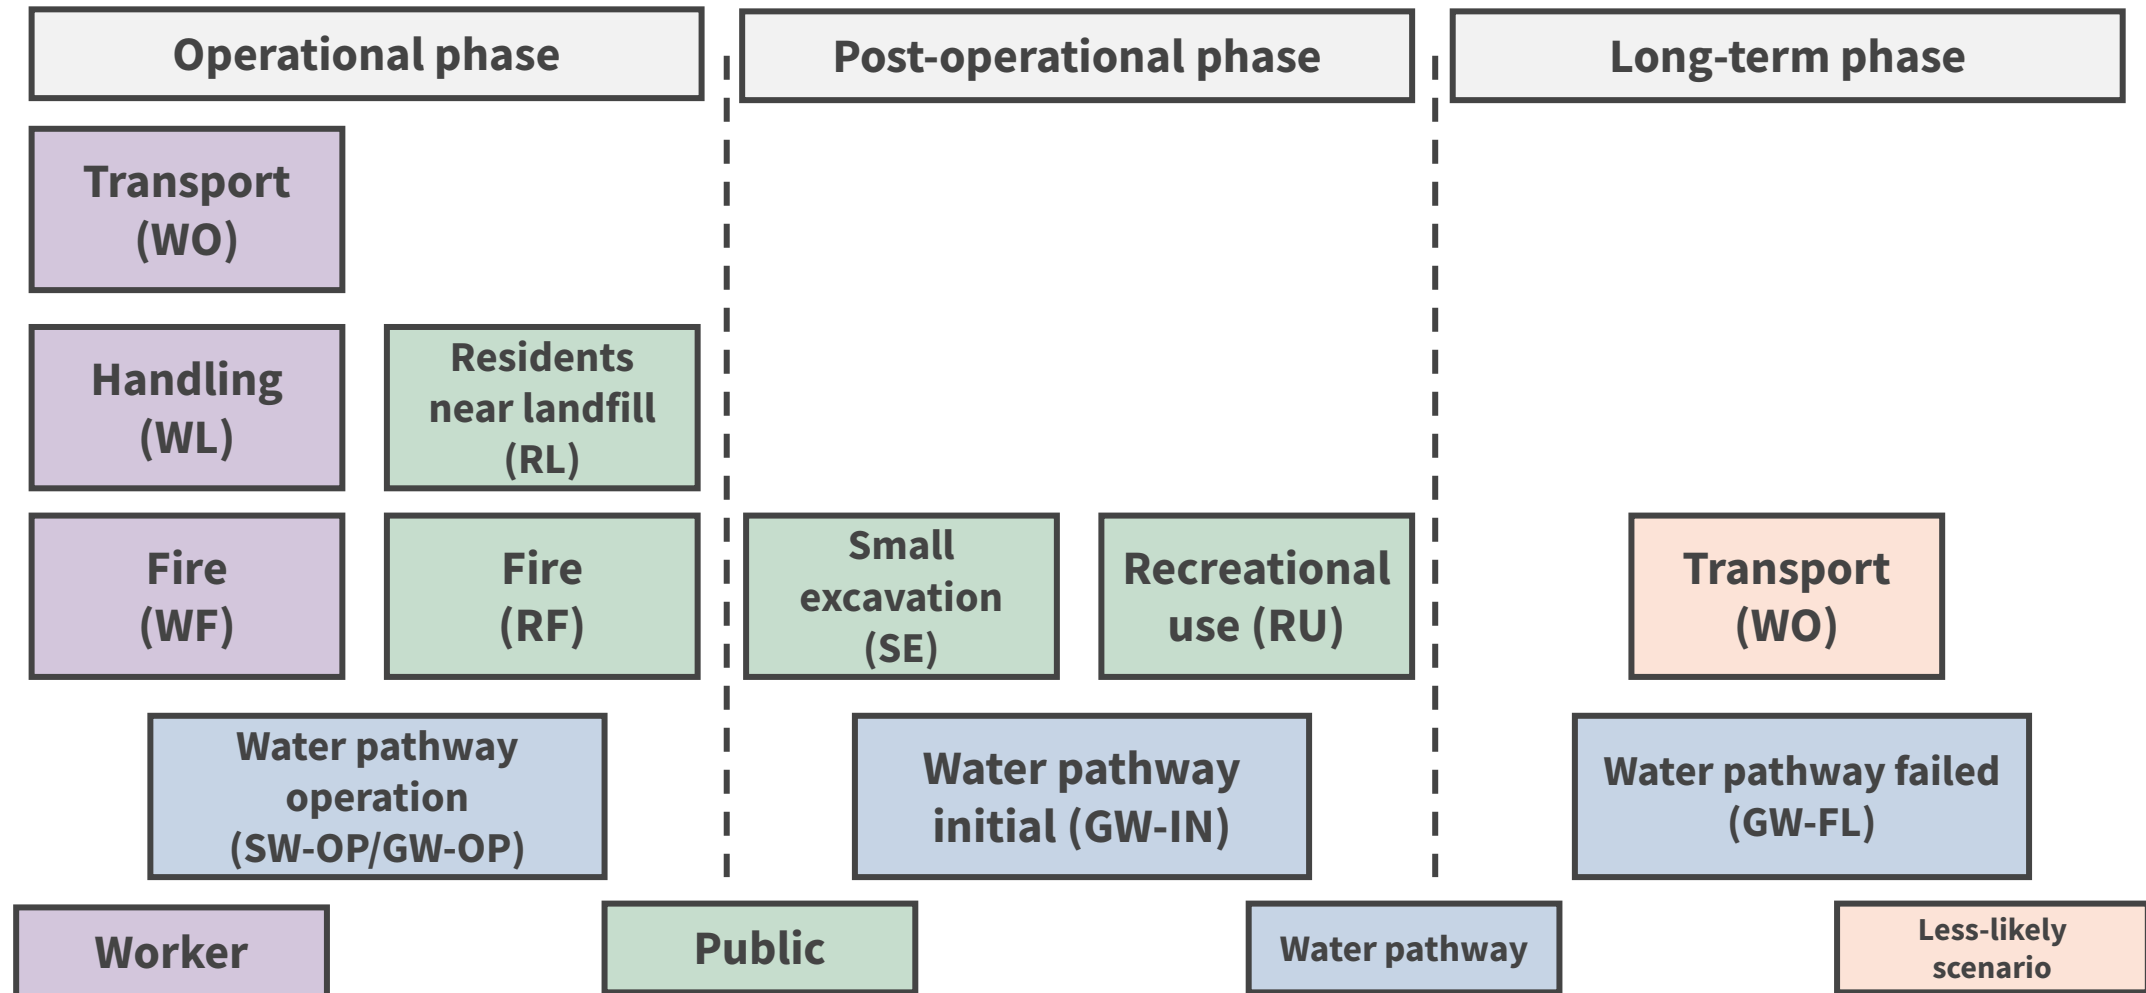 Operational phase
Post-operational phase
Long-term phase
Transport
(WO)
Handling
(WL)
Residents
near landfill
(RL)
Fire
(WF)
Fire
(RF)
Small
excavation
(SE)
Recreational
use (RU)
Transport
(WO)
Water pathway
operation
(SW-OP/GW-OP)
Water pathway
initial (GW-IN)
Water pathway failed
(GW-FL)
Worker
Public
Water pathway
Less-likely
scenario